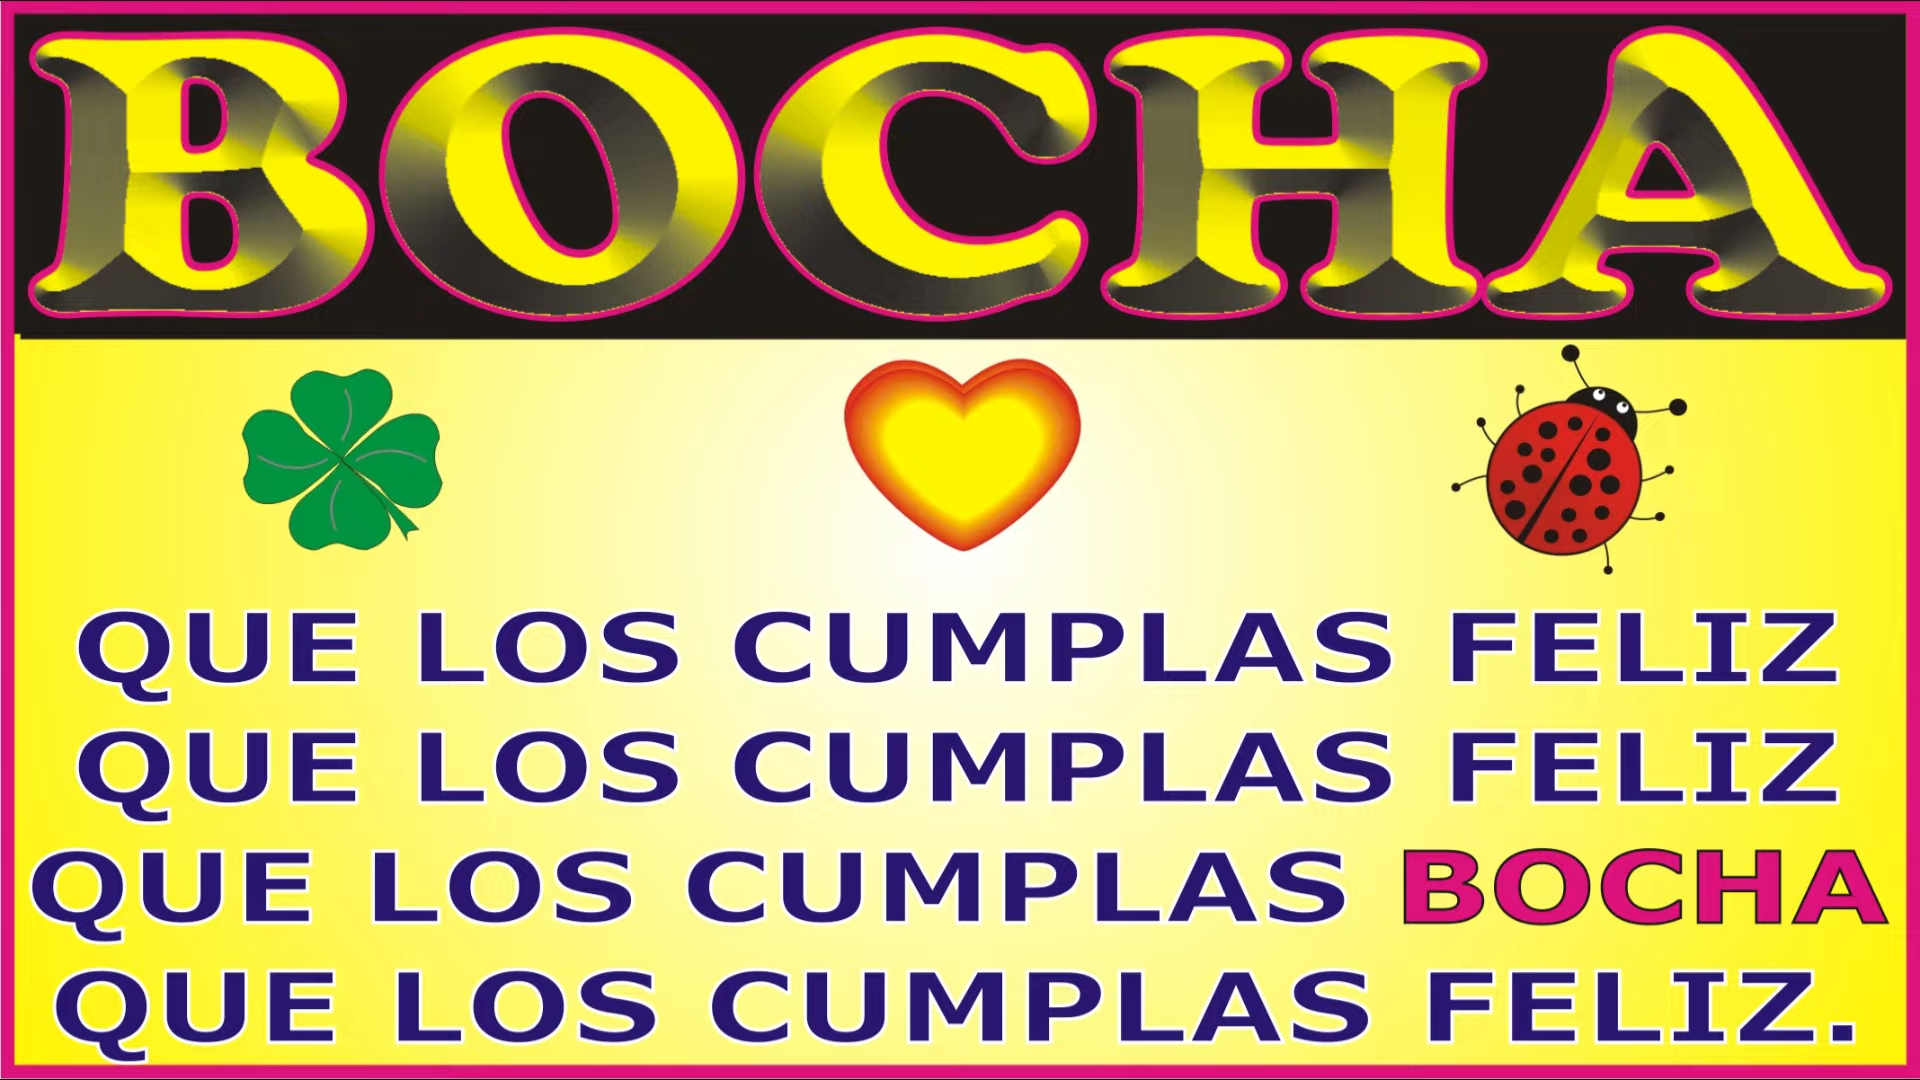 BOCHA
QUE LOS CUMPLAS FELIZ
QUE LOS CUMPLAS FELIZ
QUE LOS CUMPLAS BOCHA
QUE LOS CUMPLAS FELIZ.